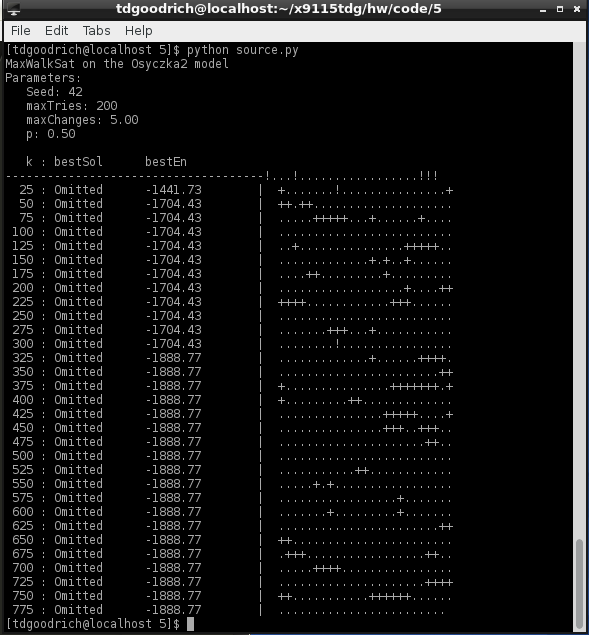 tdgoodrich@localhost:~/x9115tdg/hw/code/5
File Edit Tabs Help
[tdgoodrich@localhost 5]$ python source.py
MaxWalkSat on the Osyczka2 model
Parameters:
   Seed: 42
   maxTries: 200
   maxChanges: 5.00
   p: 0.50

   k : bestSol      bestEn
-------------------------------------!...!.................!!!
  25 : Omitted      -1441.73        |  +.......!...............+
  50 : Omitted      -1704.43        |  ++.++....................
  75 : Omitted      -1704.43        |  .....+++++...+......+....
 100 : Omitted      -1704.43        |  .........................
 125 : Omitted      -1704.43        |  ..+...............+++++..
 150 : Omitted      -1704.43        |  .............+.+..+......
 175 : Omitted      -1704.43        |  ....++.........+.........
 200 : Omitted      -1704.43        |  ..................+....++
 225 : Omitted      -1704.43        |  ++++............+++......
 250 : Omitted      -1704.43        |  .........................
 275 : Omitted      -1704.43        |  .......+++...+...........
 300 : Omitted      -1704.43        |  ........!................
 325 : Omitted      -1888.77        |  .............+......++++.
 350 : Omitted      -1888.77        |  .......................++
 375 : Omitted      -1888.77        |  +...............+++++++.+
 400 : Omitted      -1888.77        |  +.........++.............
 425 : Omitted      -1888.77        |  ...............+++++....+
 450 : Omitted      -1888.77        |  ...............+++..+++..
 475 : Omitted      -1888.77        |  .....................++..
 500 : Omitted      -1888.77        |  .........................
 525 : Omitted      -1888.77        |  ...........++............
 550 : Omitted      -1888.77        |  .....+.+.................
 575 : Omitted      -1888.77        |  .................+.......
 600 : Omitted      -1888.77        |  .......+.........+.......
 625 : Omitted      -1888.77        |  .......................++
 650 : Omitted      -1888.77        |  ++.......................
 675 : Omitted      -1888.77        |  .+++.................++..
 700 : Omitted      -1888.77        |  .....++++................
 725 : Omitted      -1888.77        |  .....................++++
 750 : Omitted      -1888.77        |  ++...........++++++......
 775 : Omitted      -1888.77        |  ........................
[tdgoodrich@localhost 5]$